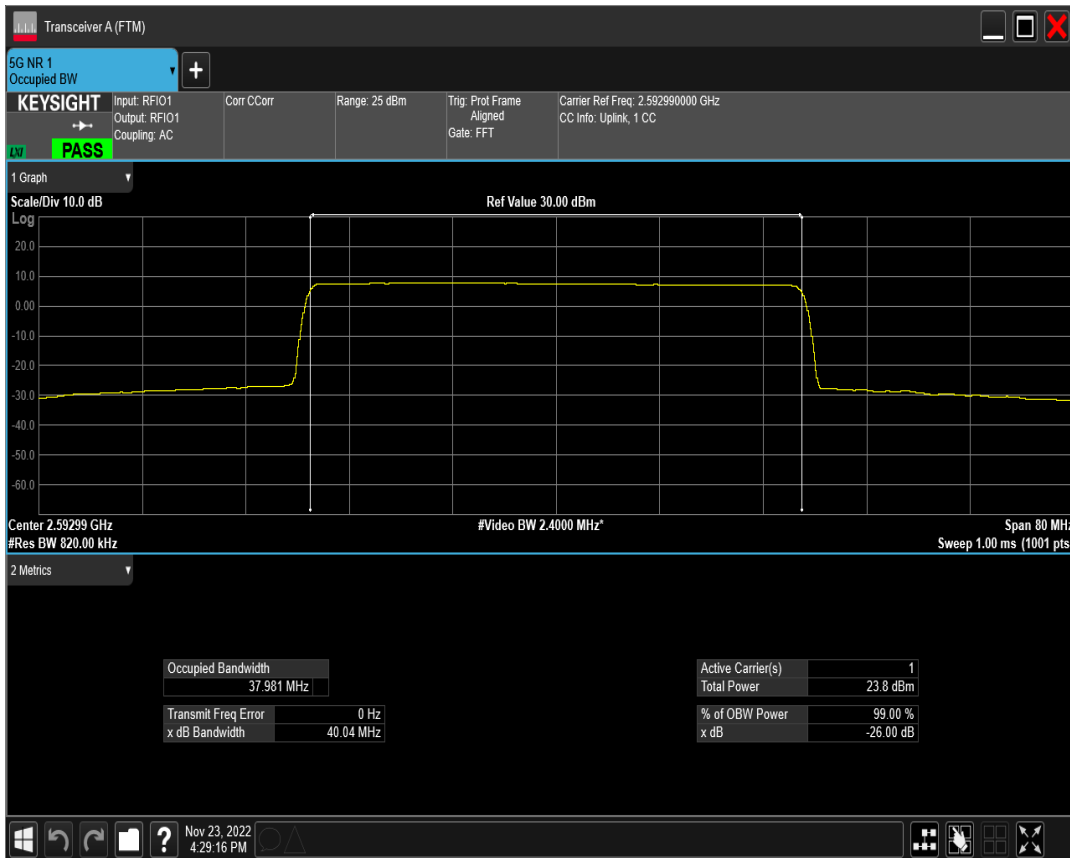 Transceiver A (FTM)
5G NR 1
Occupied BW
+
KEYSIGHT
LXI
PASS
Input: RFIO1
Output: RFIO1
Coupling: AC
Corr CCorr
Range: 25 dBm
Trig: Prot Frame
Aligned
Gate: FFT
Carrier Ref Freq: 2.592990000 GHz
CC Info: Uplink, 1 CC
1 Graph
Scale/Div 10.0 dB
Ref Value 30.00 dBm
Log
20.0
10.0
0.00
-10.0
-20.0
-30.0
-40.0
-50.0
-60.0
Center 2.59299 GHz
#Video BW 2.4000 MHz*
Span 80 MHz
#Res BW 820.00 kHz
Sweep 1.00 ms (1001 pts
2 Metrics
Occupied Bandwidth
37.981 MHz
Transmit Freq Error 0 Hz
x dB Bandwidth 40.04 MHz
Active Carrier(s) 1
Total Power 23.8 dBm
% of OBW Power 99.00 %
x dB -26.00 dB
?
Nov 23, 2022
4:29:16 PM